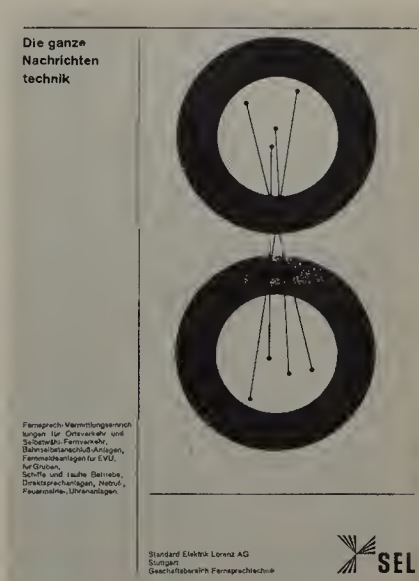 Die ganze
Nachrichten
technik
Fernsprech-Vermittlungseinrich
tungen für Ortsverkehr und
Selbstwähl-Fernverkehr,
Bahnselbstanschluß-Anlagen,
Fernmeldeanlagen für EVU,
für Gruben,
Schiffe und rauhe Betriebe,
Direktsprechanlagen, Notruf-,
Feuermelde-, Uhrenanlagen.
Standard Elektrik Lorenz AG
Stuttgart
Geschäftsbereich Fernsprechtechnik
SEL